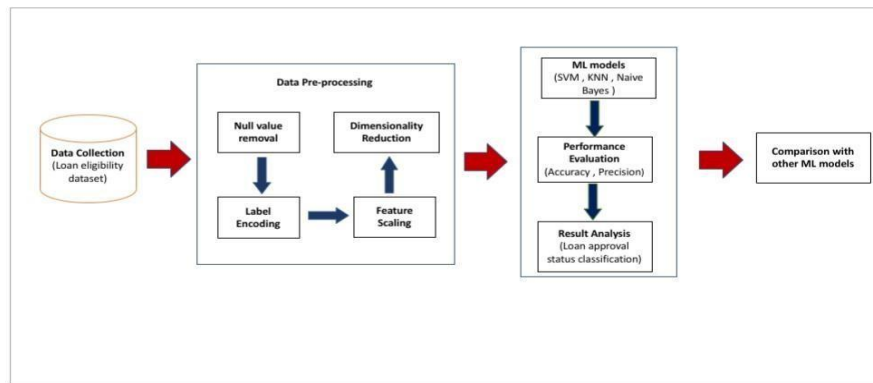 Data Collection
(Loan eligibility
dataset)
Data Pre-processing
Null value
removal
Label
Encoding
Feature
Scaling
Dimensionality
Reduction
ML models
(SVM , KNN , Naive
Bayes )
Performance
Evaluation
(Accuracy , Precision)
Result Analysis
(Loan approval
status classification)
Comparison with
other ML models